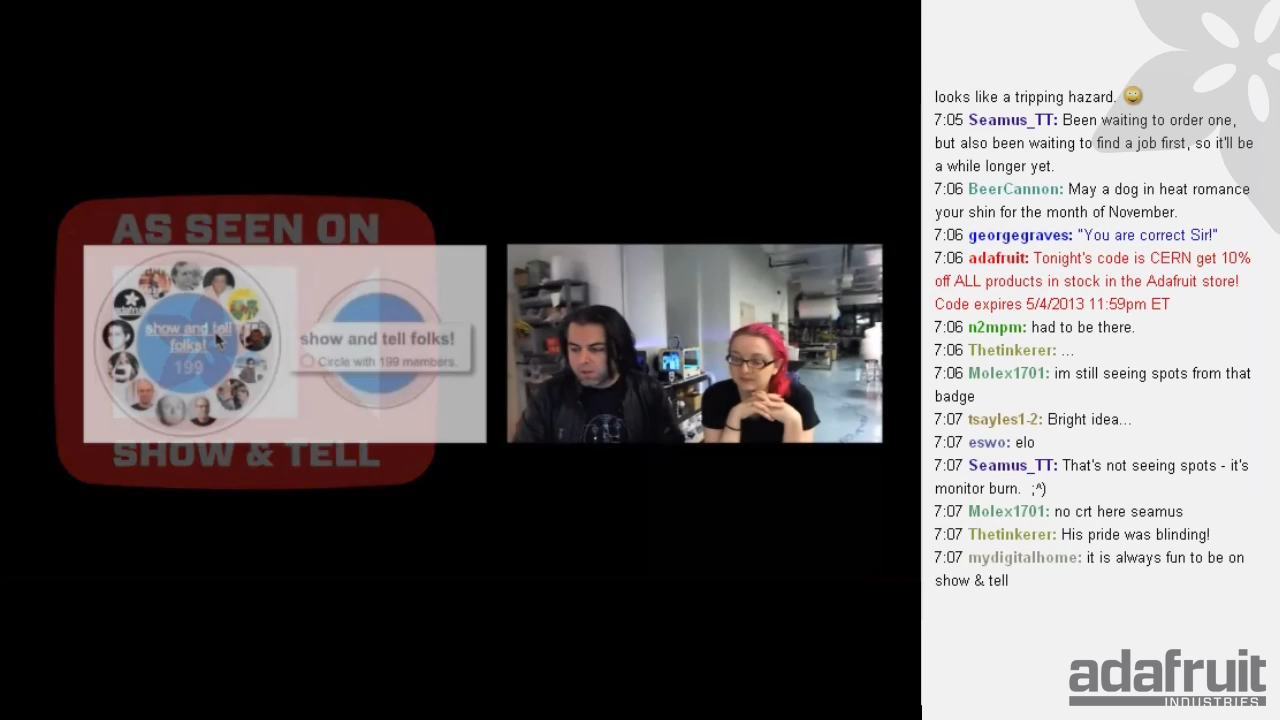 AS SEEN ON
show and tell
folks!
199
show and tell folks!
Circle with 199 members.
adafruit
SHOW & TELL
looks like a tripping hazard.
7:05 Seamus_TT: Been waiting to order one,
but also been waiting to find a job first, so it'll be
a while longer yet.
7:06 BeerCannon: May a dog in heat romance
your shin for the month of November.
7:06 georgegraves: "You are correct Sir!"
7:06 adafruit: Tonight's code is CERN get 10%
off ALL products in stock in the Adafruit store!
Code expires 5/4/2013 11:59pm ET
7:06 n2mpm: had to be there.
7:06 Thetinkerer: ...
7:06 Molex1701: im still seeing spots from that
badge
7:07 tsayles1-2: Bright idea...
7:07 eswo: elo
7:07 Seamus_TT: That's not seeing spots - it's
monitor burn. ;^)
7:07 Molex1701: no crt here seamus
7:07 Thetinkerer: His pride was blinding!
7:07 mydigitalhome: it is always fun to be on
show & tell
adafruit
INDUSTRIES